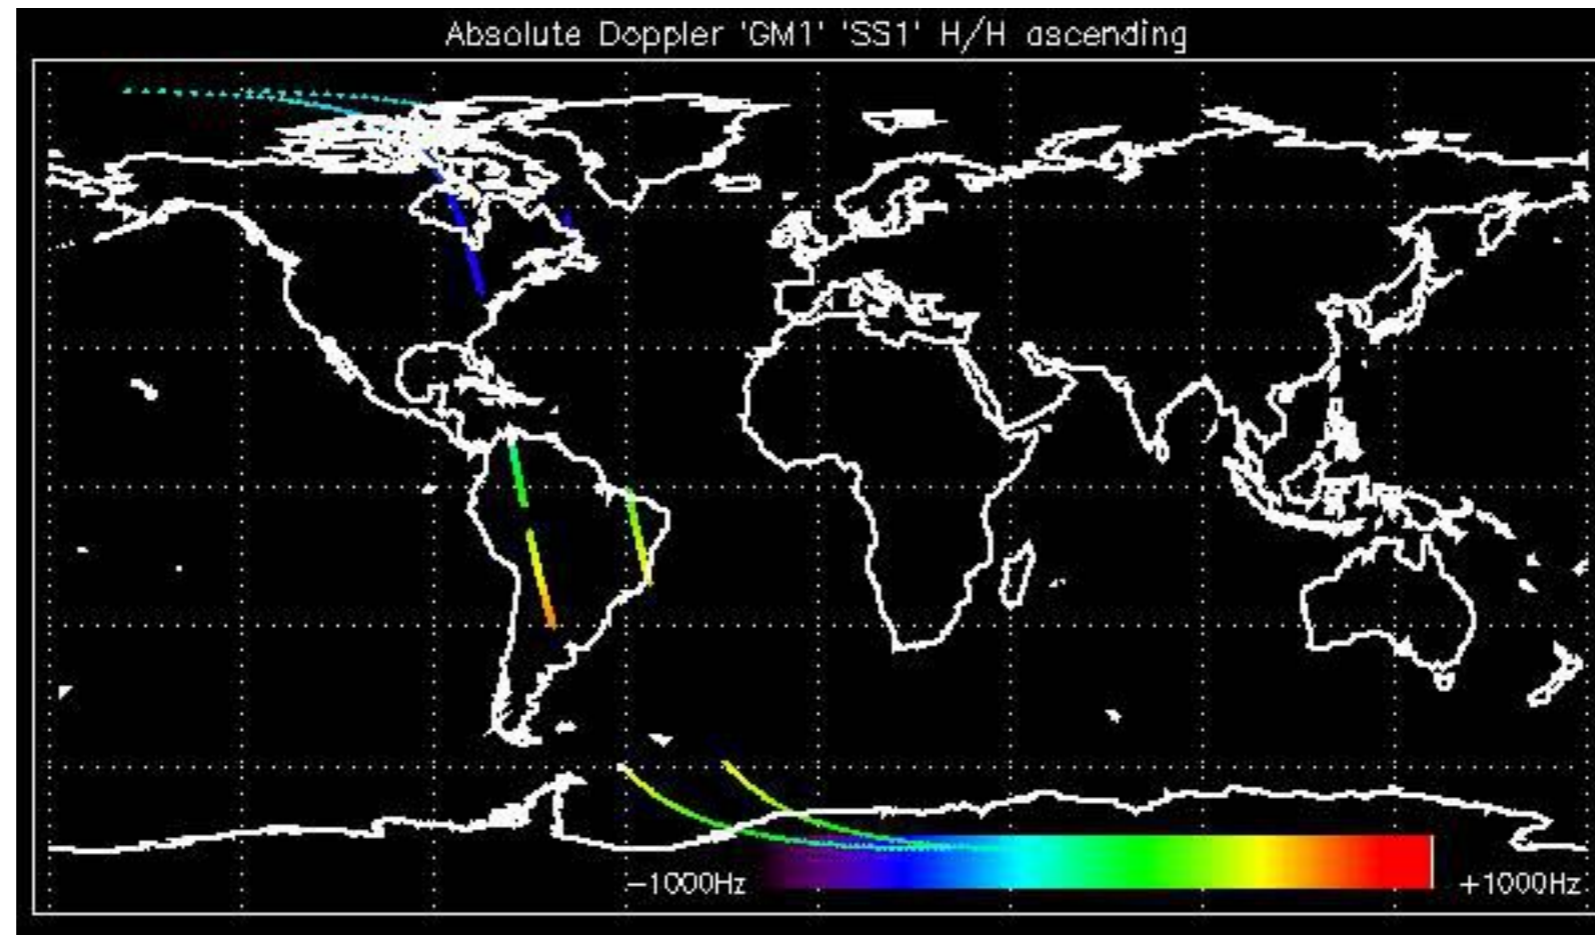 Absolute Doppler 'GM1' 'SS1' H/H ascending
−1000Hz
+1000Hz